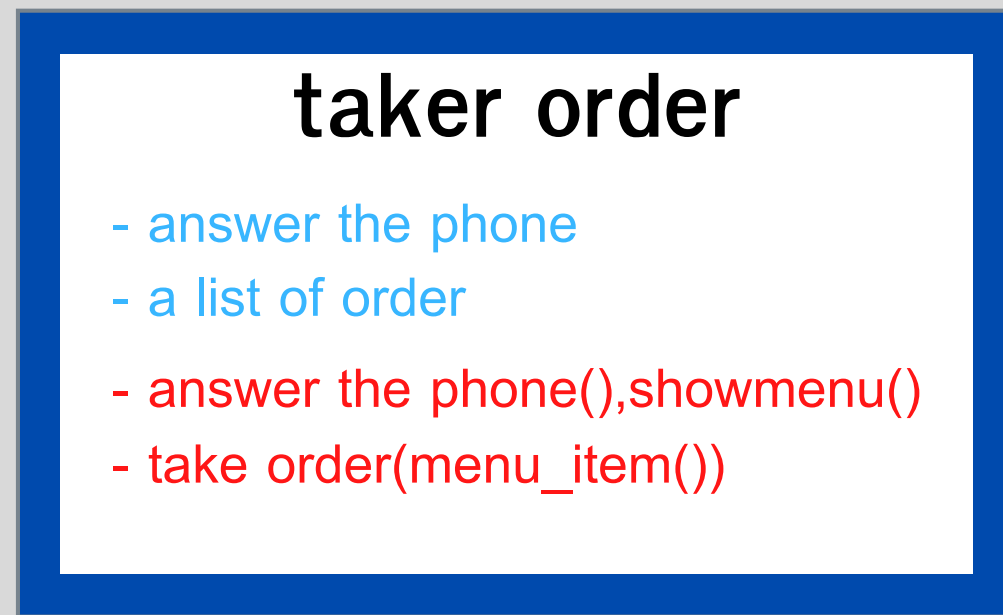 taker order
- answer the phone
- a list of order
- answer the phone(),showmenu()
- take order(menu_item())